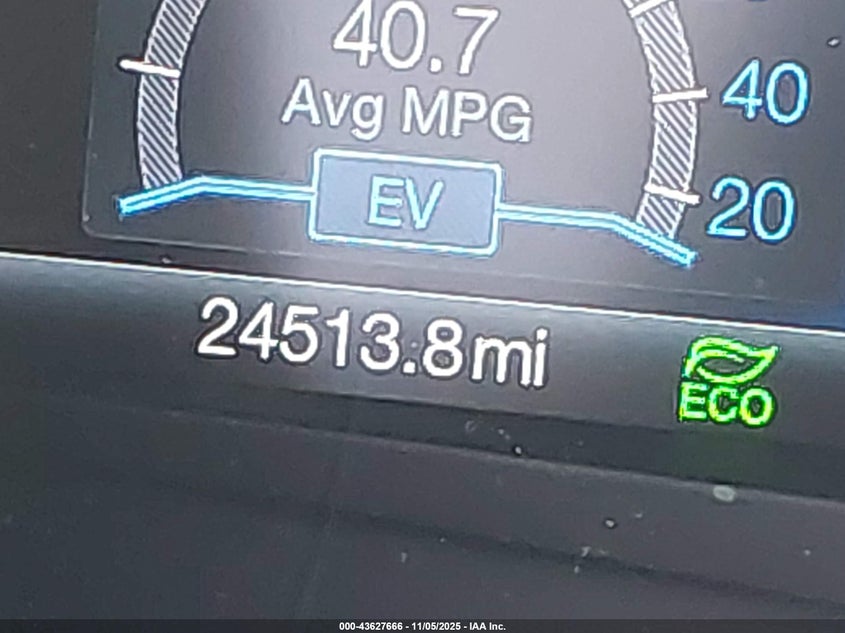 40.7
Avg MPG
40
EV
20
24513.8mi
ECO
000-43627666 - 11/05/2025 - IAA Inc.